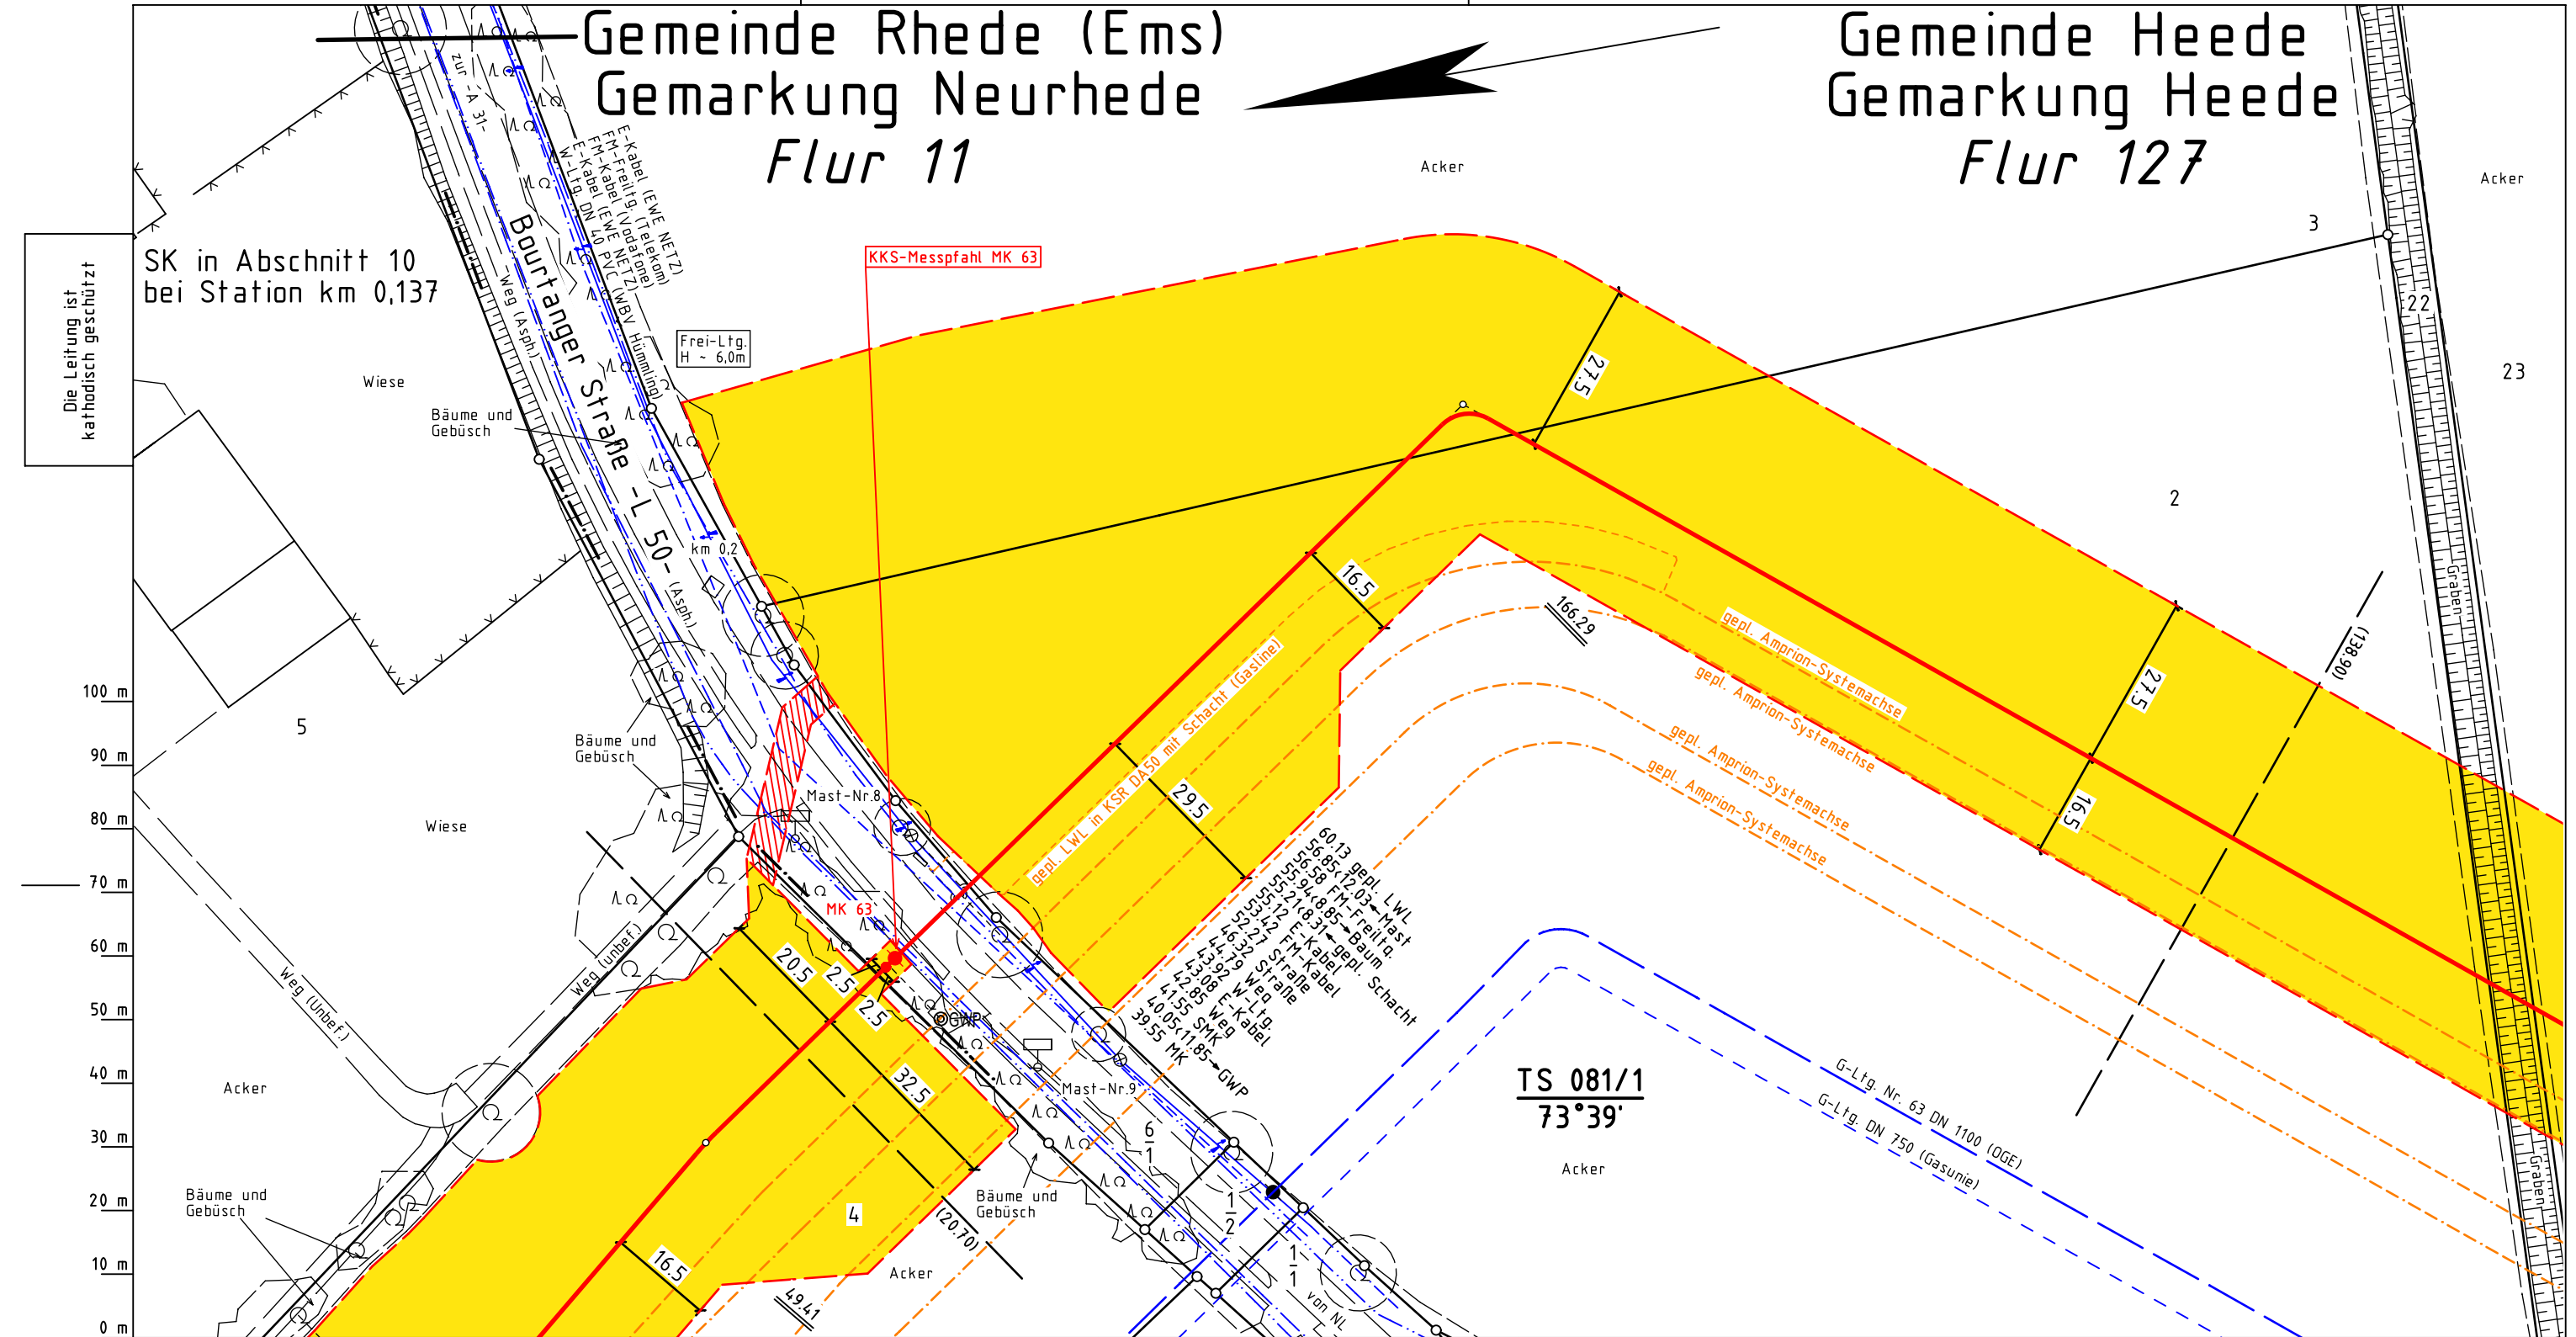 Gemeinde Rhede (Ems)
Gemarkung Neurhede
Flur 11
Gemeinde Heede
Gemarkung Heede
Flur 127
Acker
Acker
3
22
23
2
Die Leitung ist
kathodisch geschützt
SK in Abschnitt 10
bei Station km 0,137
zur -A 31-
E-Kabel (EWE NETZ)
FM-Freiltg. (Telekom)
FM-Kabel (Vodafone)
E-Kabel (EWE NETZ)
W-Ltg. DN 40 PVC (WBV Hümmling)
Weg (Asph.)
Bourtanger Straße -L 50- (Asph.)
KKS-Messpfahl MK 63
Frei-Ltg.
H ~ 6,0m
Wiese
Bäume und
Gebüsch
km 0,2
27.5
16.5
166.29
(138.90)
27.5
16.5
29.5
Graben
gepl. LWL in KSR DA50 mit Schacht (Gasline)
gepl. Amprion-Systemachse
gepl. Amprion-Systemachse
gepl. Amprion-Systemachse
gepl. Amprion-Systemachse
100 m
90 m
80 m
70 m
60 m
50 m
40 m
30 m
20 m
10 m
0 m
5
Bäume und
Gebüsch
Wiese
Mast-Nr.8
MK 63
60.13 gepl. LWL
56.85<12.03→Mast
56.58 FM-Freiltg.
55.94<8.85→Baum
55.21<8.31→gepl. Schacht
55.12 E-Kabel
53.42 FM-Kabel
52.27 Straße
46.32 Straße
44.79 Weg
43.92 W-Ltg.
43.08 E-Kabel
42.85 Weg
41.55 SMK
40.05<11.85→GWP
39.55 MK
20.5
2.5
2.5
32.5
GWP
Weg (unbef.)
Weg (Unbef.)
Acker
Mast-Nr.9
6
1
1
2
1
1
TS 081/1
73°39'
Acker
G-Ltg. Nr. 63 DN 1100 (OGE)
G-Ltg. DN 750 (Gasunie)
Graben
Bäume und
Gebüsch
4
16.5
(20.70)
Bäume und
Gebüsch
Acker
49.41
von NL